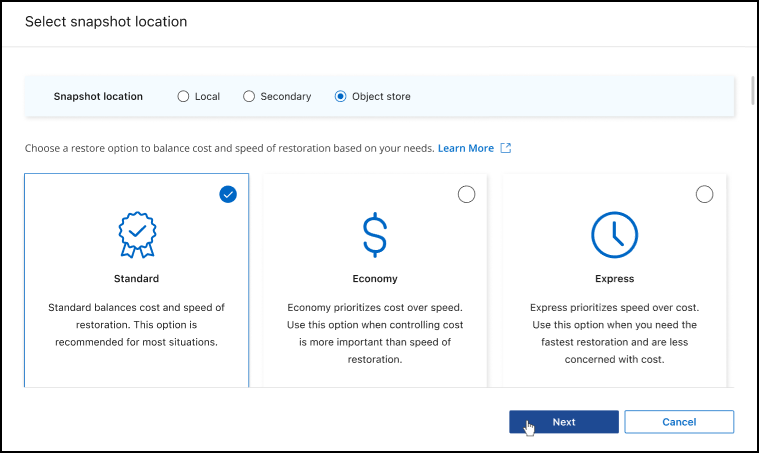 Select snapshot location
Snapshot location Local Secondary Object store
Choose a restore option to balance cost and speed of restoration based on your needs. Learn More
Standard
Standard balances cost and speed of
restoration. This option is
recommended for most situations.
Economy
Economy prioritizes cost over speed.
Use this option when controlling cost
is more important than speed of
restoration.
Express
Express prioritizes speed over cost.
Use this option when you need the
fastest restoration and are less
concerned with cost.
Next Cancel